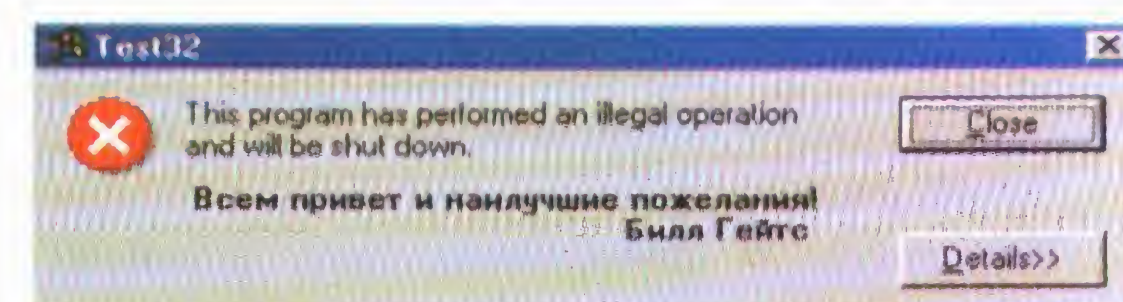 Test32
This program has performed an illegal operation
and will be shut down.
Close
Всем привет и наилучшие пожелания!
Билл Гейтс
Details>>